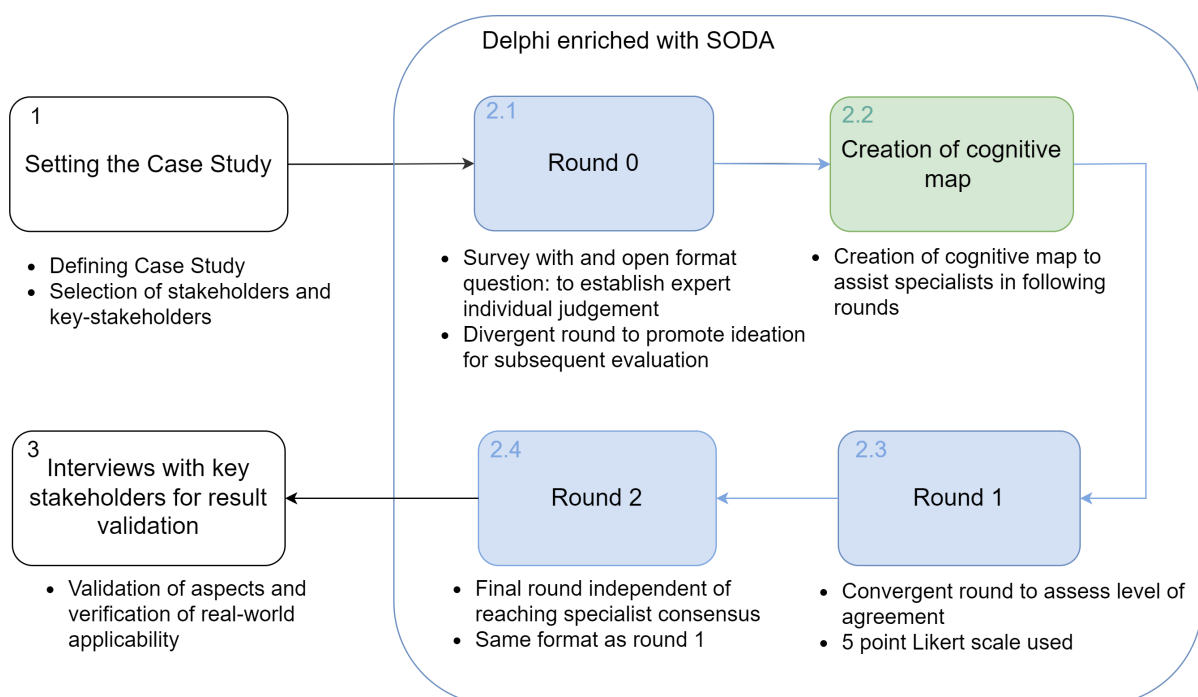 Delphi enriched with SODA
1
Setting the Case Study
• Defining Case Study
• Selection of stakeholders and
key-stakeholders
2.1
Round 0
• Survey with and open format
question: to establish expert
individual judgement
• Divergent round to promote ideation
for subsequent evaluation
2.2
Creation of cognitive
map
• Creation of cognitive map to
assist specialists in following
rounds
2.3
Round 1
• Convergent round to assess level of
agreement
• 5 point Likert scale used
2.4
Round 2
• Final round independent of
reaching specialist consensus
• Same format as round 1
3
Interviews with key
stakeholders for result
validation
• Validation of aspects and
verification of real-world
applicability